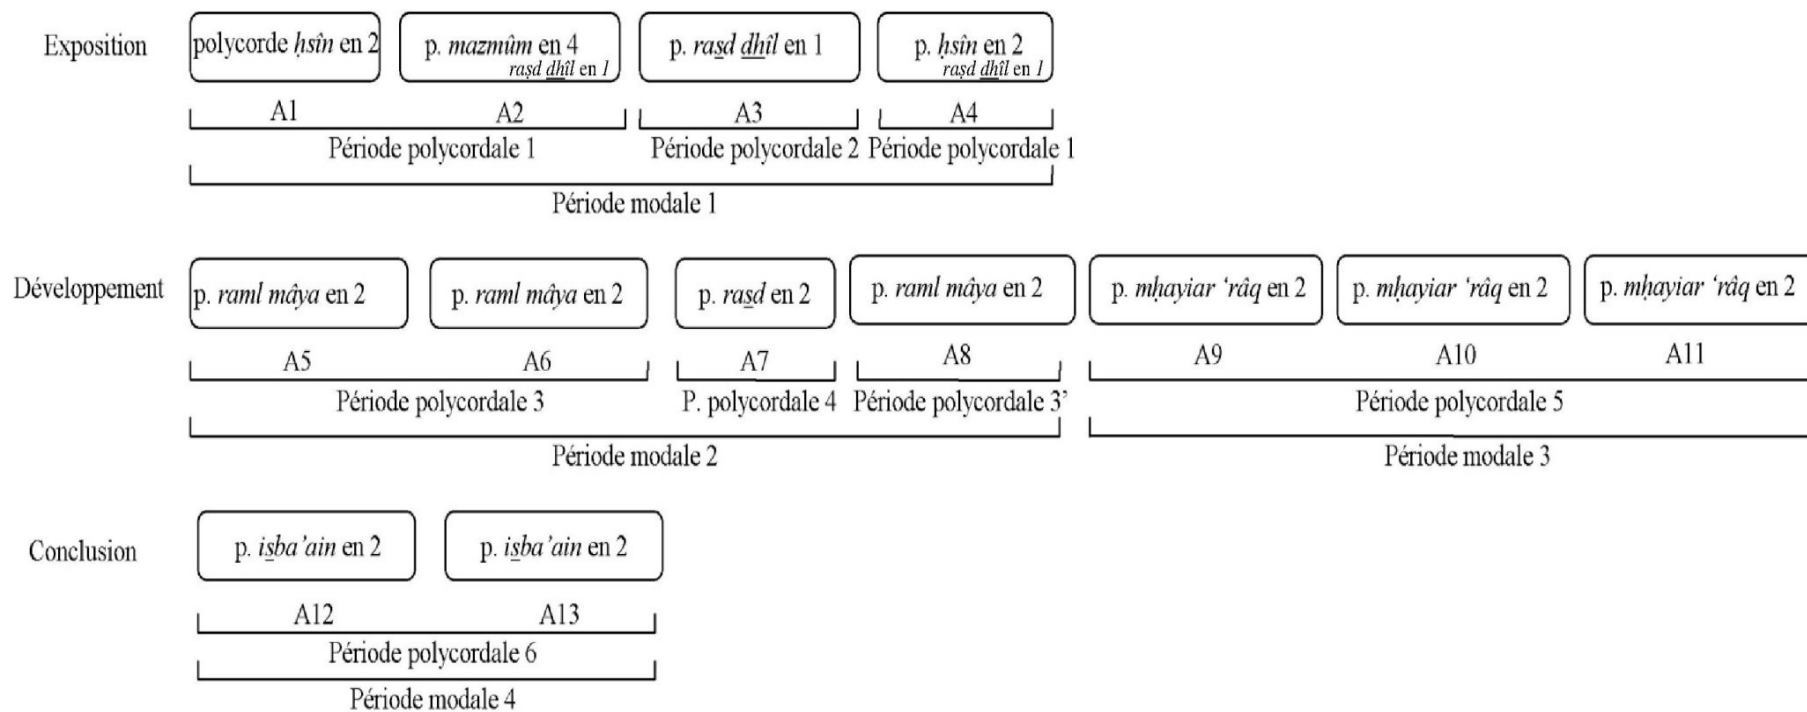 Exposition
polycorde ḥsîn en 2
p. mazmûm en 4
raṣd dhîl en 1
p. rasd dhîl en 1
p. ḥsîn en 2
raṣd dhîl en 1
A1
A2
A3
A4
Période polycordale 1
Période polycordale 2
Période polycordale 1
Période modale 1
Développement
p. raml mâya en 2
p. raml mâya en 2
p. rasd en 2
p. raml mâya en 2
p. mḥayiar ‘râq en 2
p. mḥayiar ‘râq en 2
p. mḥayiar ‘râq en 2
A5
A6
A7
A8
A9
A10
A11
Période polycordale 3
P. polycordale 4
Période polycordale 3’
Période polycordale 5
Période modale 2
Période modale 3
Conclusion
p. isba’ain en 2
p. isba’ain en 2
A12
A13
Période polycordale 6
Période modale 4